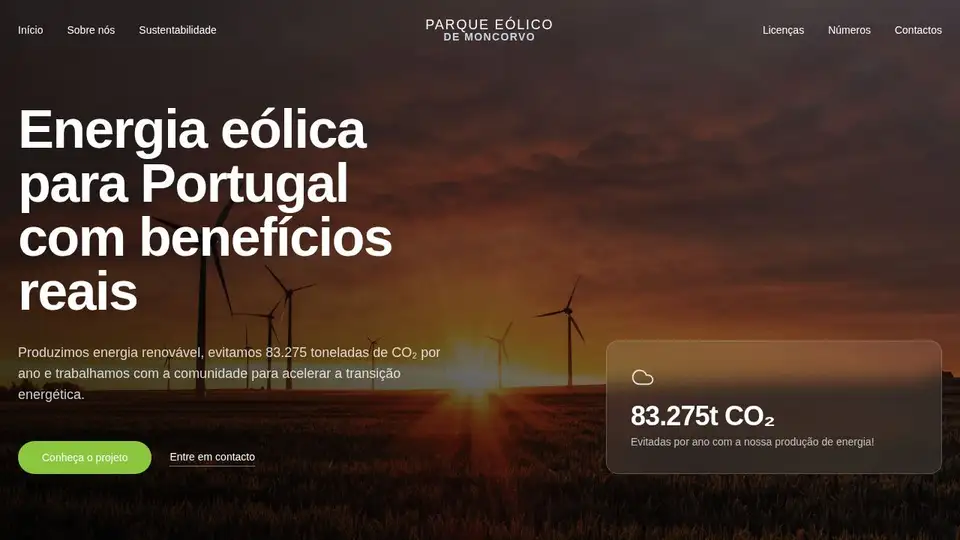 Início
Sobre nós
Sustentabilidade
PARQUE EÓLICO
DE MONCORVO
Licenças
Números
Contactos
Energia eólica
para Portugal
com benefícios
reais
Produzimos energia renovável, evitamos 83.275 toneladas de CO₂ por
ano e trabalhamos com a comunidade para acelerar a transição
energética.
Conheça o projeto
Entre em contacto
83.275t CO₂
Evitadas por ano com a nossa produção de energia!